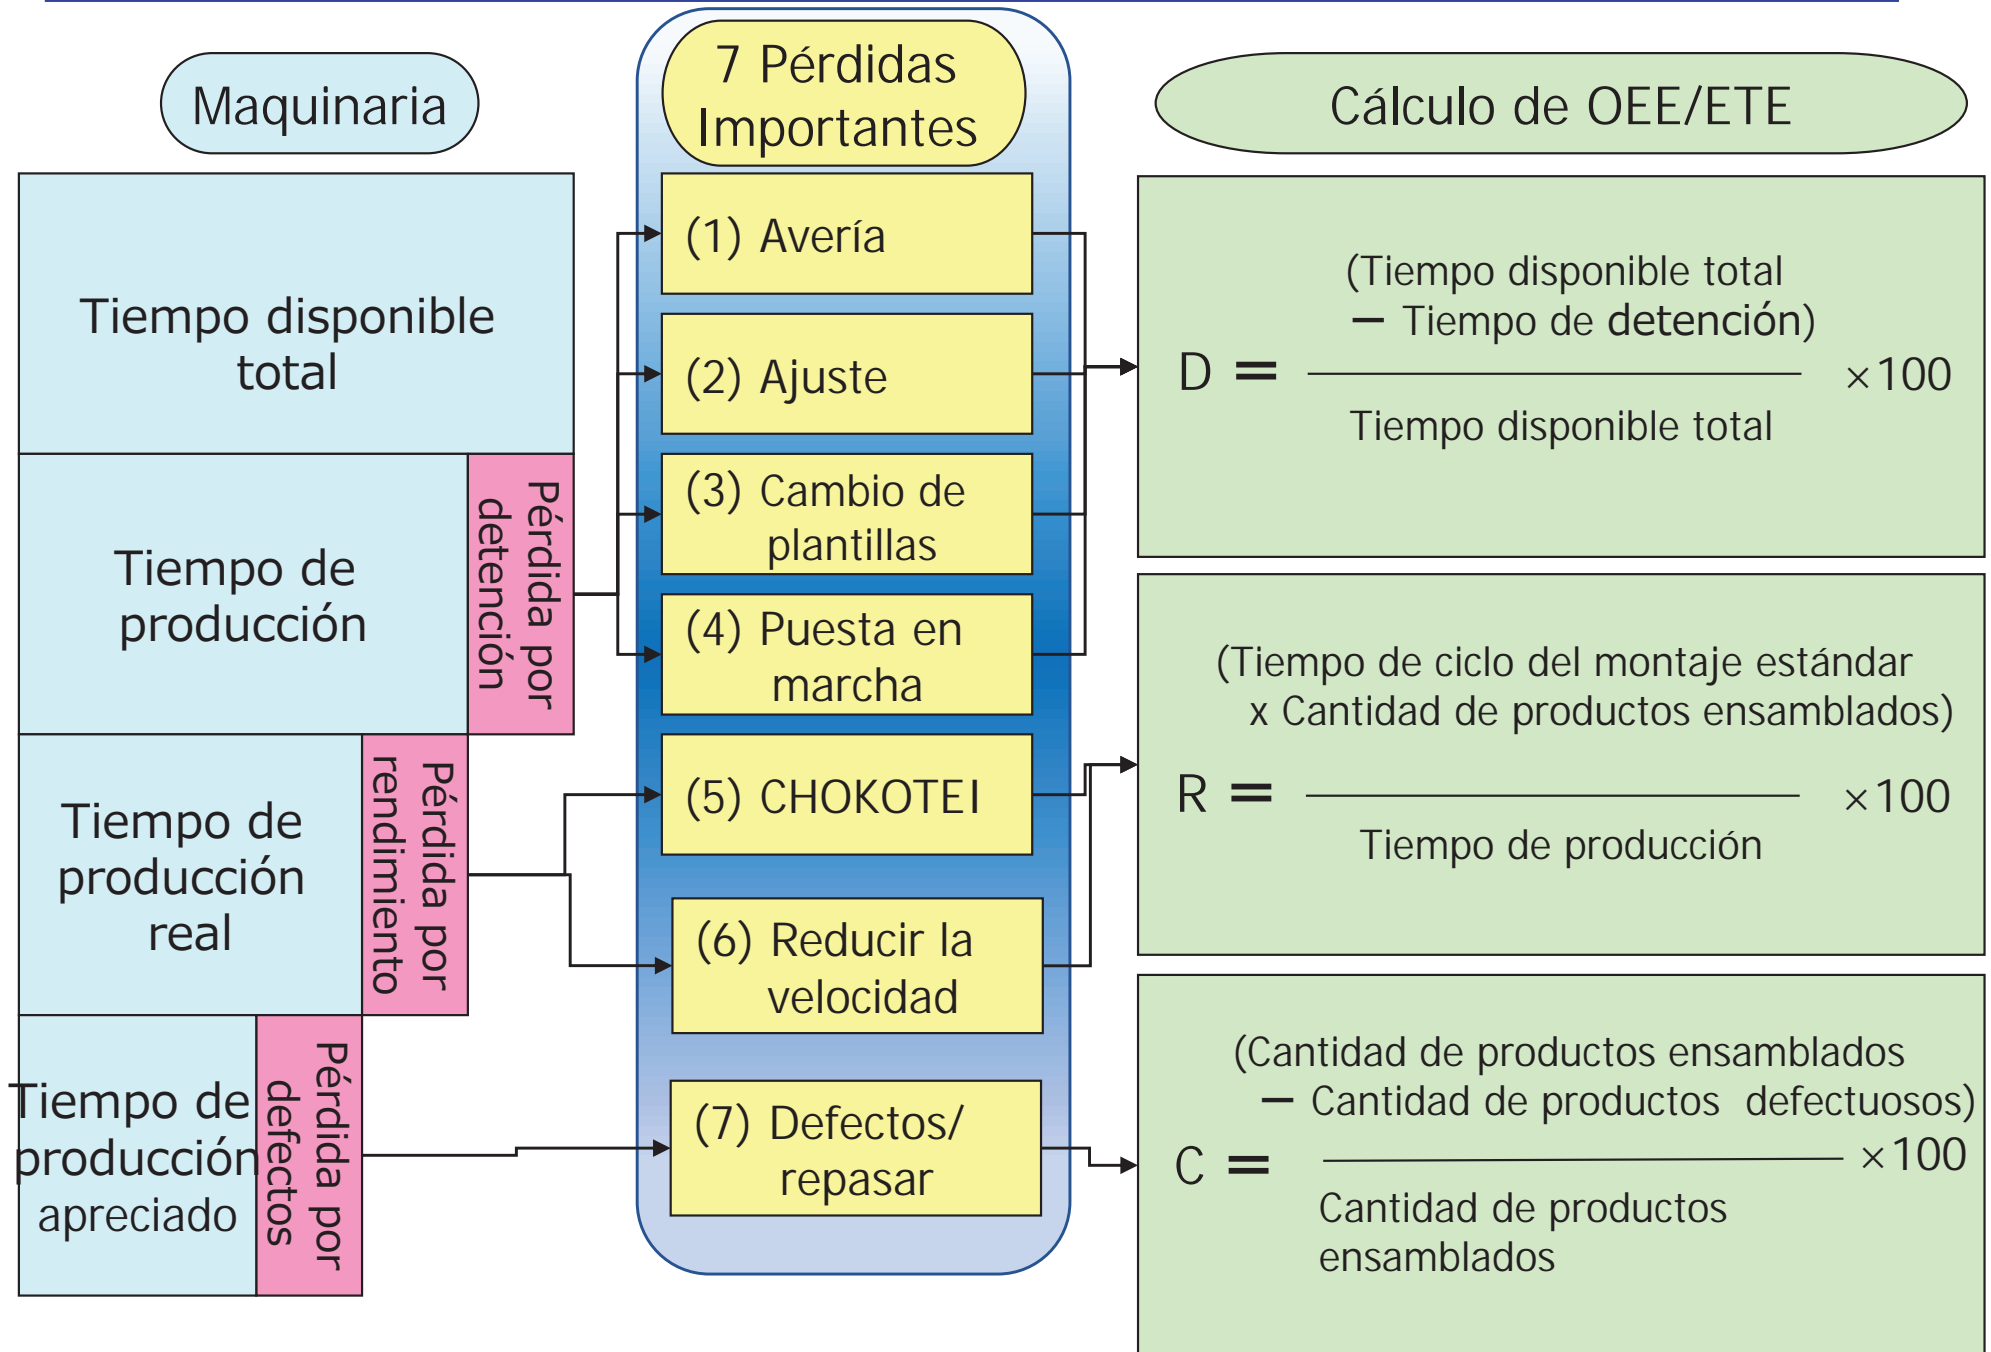 Maquinaria
Tiempo disponible
total
Tiempo de
producción
Pérdida por
detención
Tiempo de
producción
real
Pérdida por
rendimiento
Tiempo de
producción
apreciado
Pérdida por
defectos
7 Pérdidas
Importantes
(1) Avería
(2) Ajuste
(3) Cambio de
plantillas
(4) Puesta en
marcha
(5) CHOKOTEI
(6) Reducir la
velocidad
(7) Defectos/
repasar
Cálculo de OEE/ETE
(Tiempo disponible total
− Tiempo de detención)
D = ×100
Tiempo disponible total
(Tiempo de ciclo del montaje estándar
x Cantidad de productos ensamblados)
R = ×100
Tiempo de producción
(Cantidad de productos ensamblados
− Cantidad de productos defectuosos)
C = ×100
Cantidad de productos
ensamblados